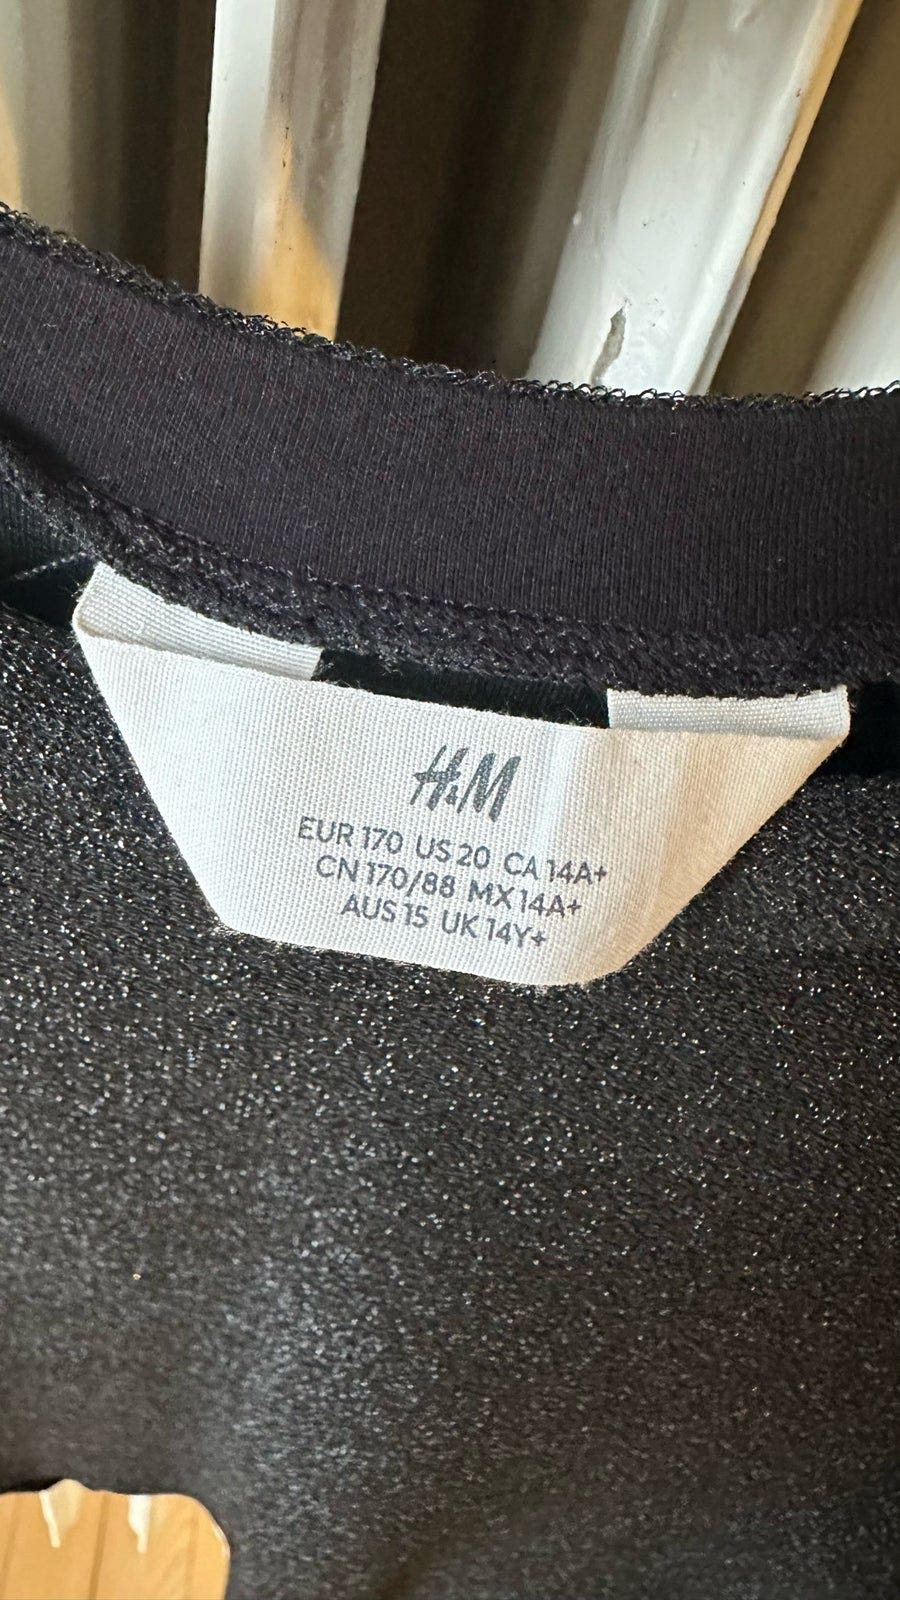 H&M
EUR 170 US 20 CA 14A+
CN 170/88 MX 14A+
AUS 15 UK 14Y+